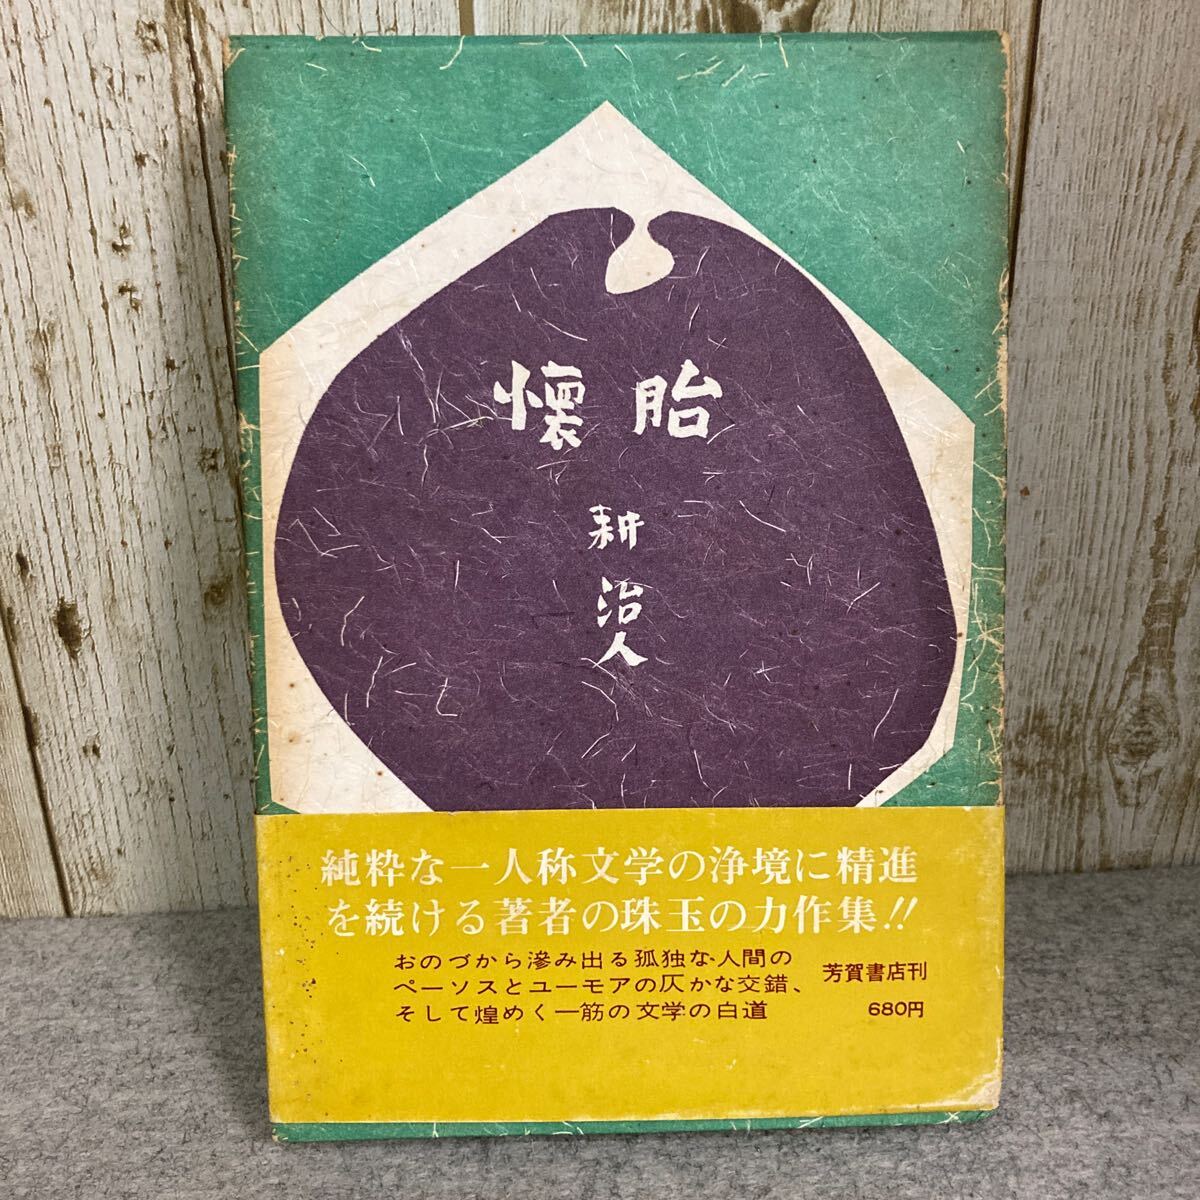 懐胎
耕
治人
純粋な一人称文学の浄境に精進
を続ける著者の珠玉の力作集!!
おのづから滲み出る孤独な人間の
ペーソスとユーモアの仄かな交錯、
そして煌めく一筋の文学の白道
芳賀書店刊
680円